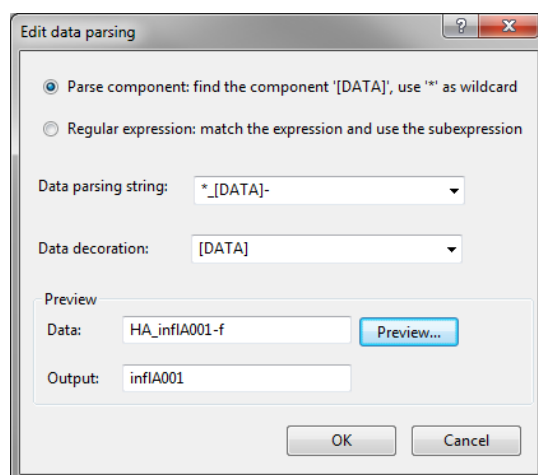 Edit data parsing
Parse component: find the component '[DATA]', use '*' as wildcard
Regular expression: match the expression and use the subexpression
Data parsing string: *_[DATA]-
Data decoration: [DATA]
Preview
Data: HA_inflA001-f Preview...
Output: inflA001
OK Cancel